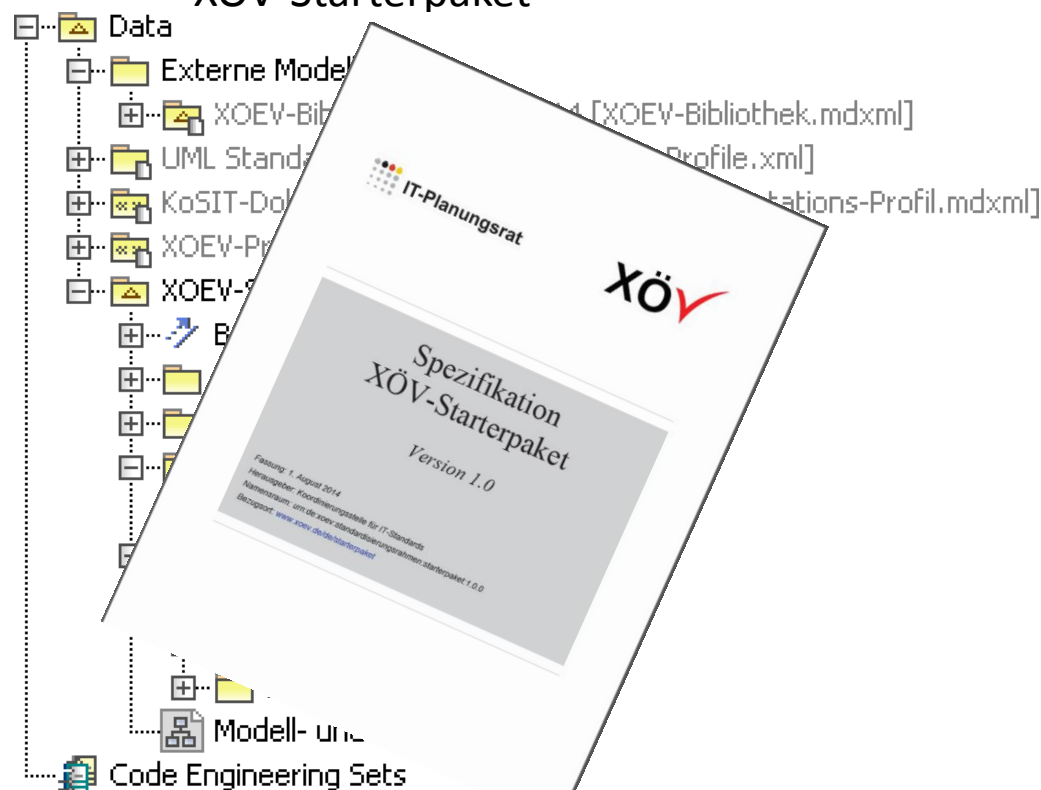 XÖV-Starterpaket
Data
Externe Model
XOEV-Bib 1 [XOEV-Bibliothek.mdxml]
UML Standa Profile.xml]
KoSIT-Dok tations-Profil.mdxml]
XOEV-Pr
XOEV-S
B
Modell- und
Code Engineering Sets
IT-Planungsrat
XÖV
Spezifikation
XÖV-Starterpaket
Version 1.0
Fassung: 1. August 2014
Herausgeber: Koordinierungsstelle für IT-Standards
Namensraum: urn:de:xoev:standardisierungsrahmen:starterpaket:1.0.0
Bezugsort: www.xoev.de/de/starterpaket